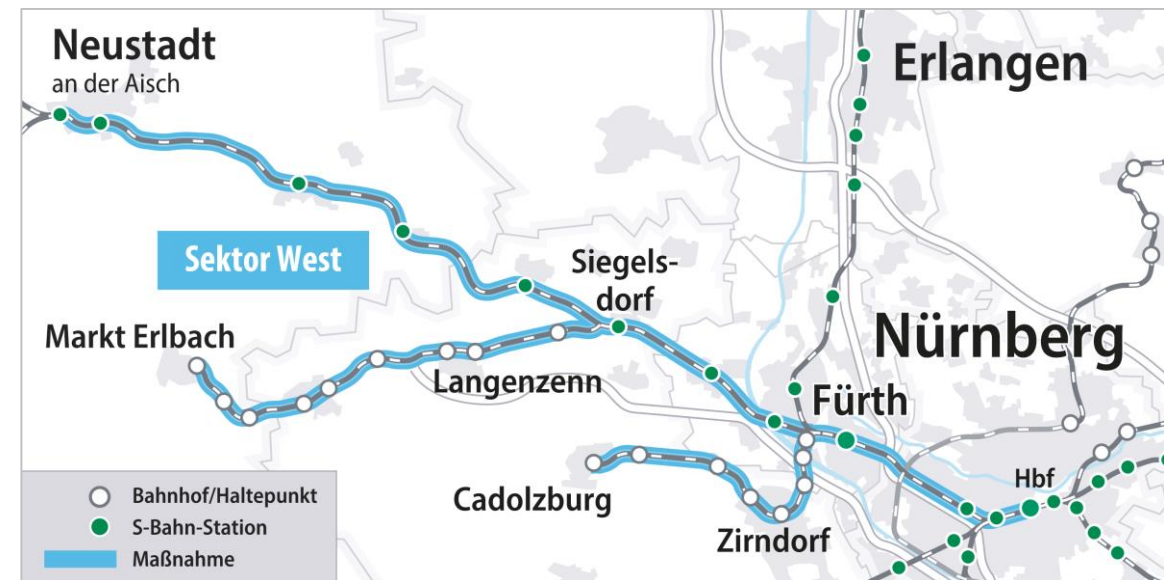 Neustadt
an der Aisch
Erlangen
Sektor West
Siegels-
dorf
Markt Erlbach
Nürnberg
Langenzenn
Fürth
Cadolzburg
Hbf
Zirndorf
Bahnhof/Haltepunkt
S-Bahn-Station
Maßnahme